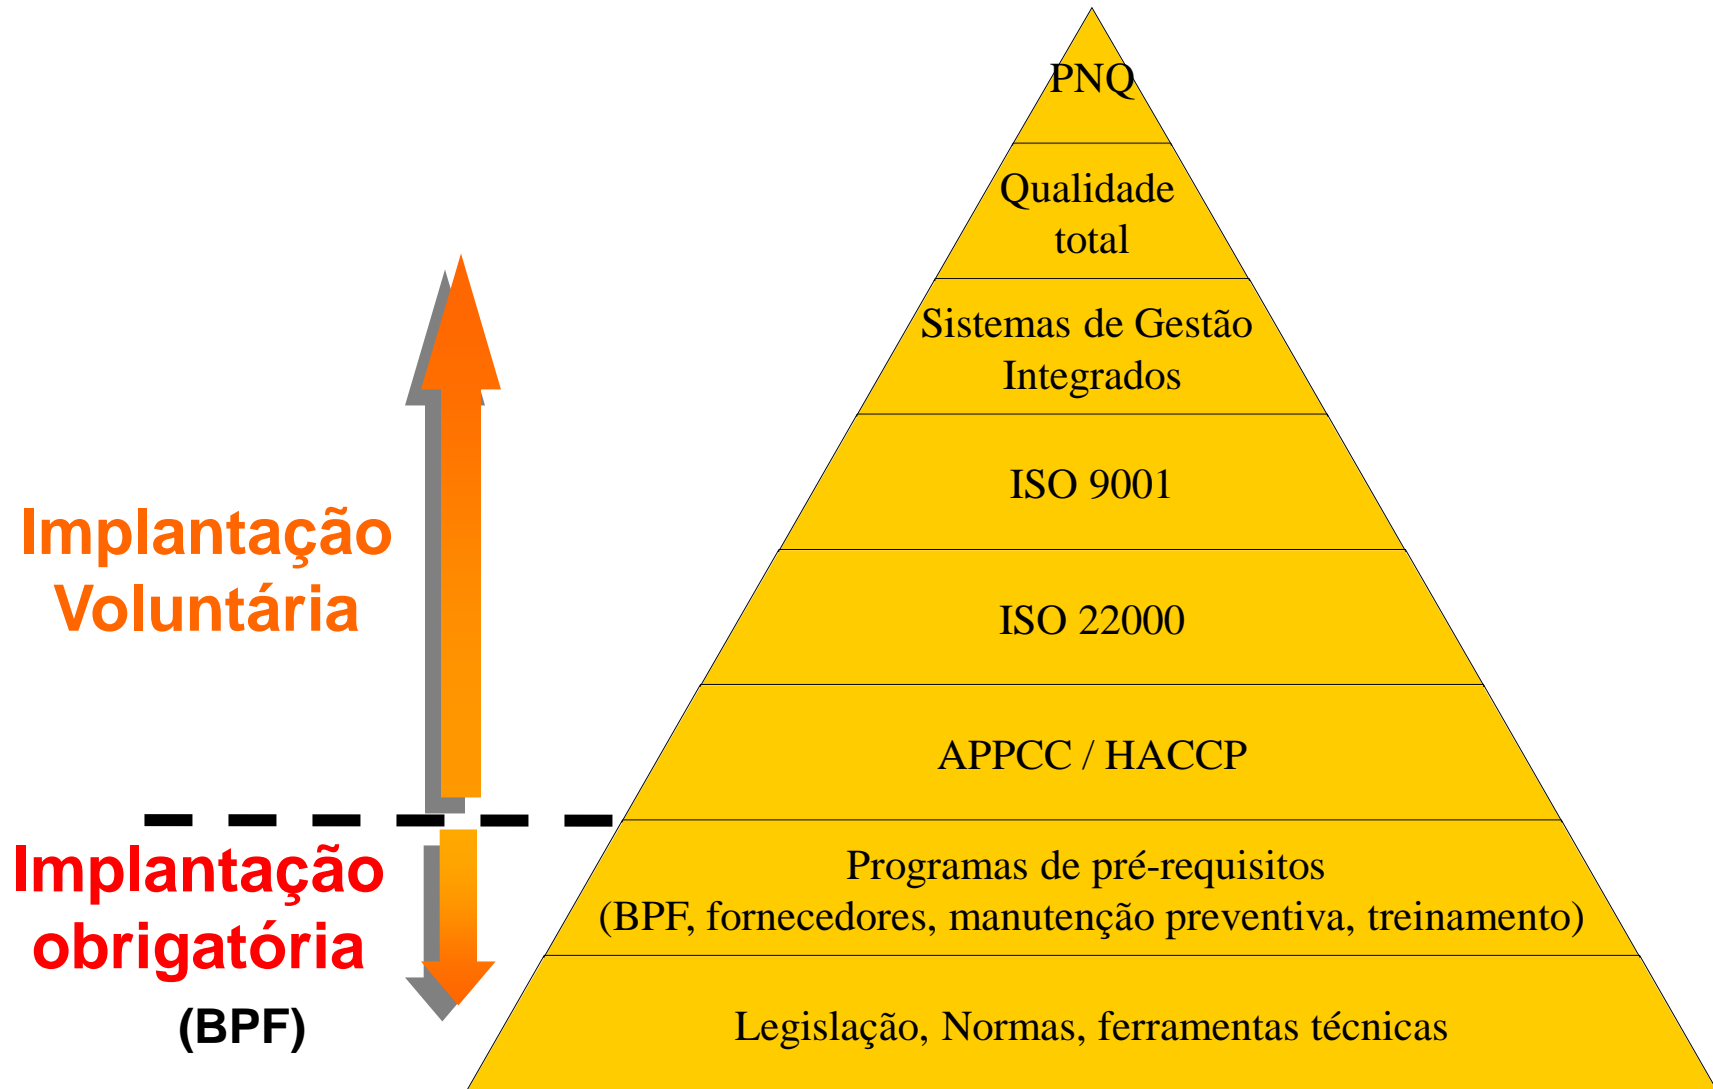 PNQ
Qualidade
total
Sistemas de Gestão
Integrados
ISO 9001
Implantação
Voluntária
ISO 22000
APPCC / HACCP
Implantação
obrigatória
(BPF)
Programas de pré-requisitos
(BPF, fornecedores, manutenção preventiva, treinamento)
Legislação, Normas, ferramentas técnicas